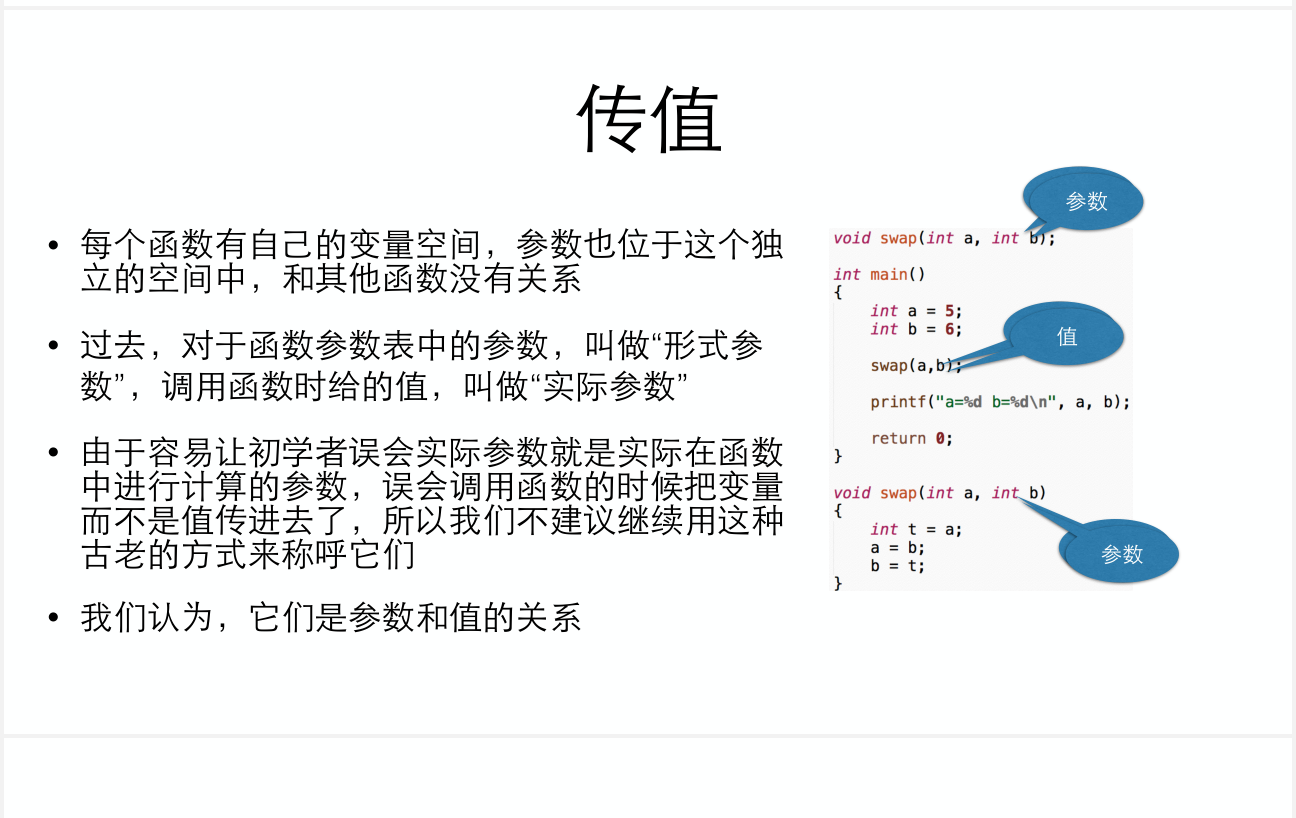 传值
• 每个函数有自己的变量空间，参数也位于这个独
立的空间中，和其他函数没有关系
• 过去，对于函数参数表中的参数，叫做“形式参
数”，调用函数时给的值，叫做“实际参数”
• 由于容易让初学者误会实际参数就是实际在函数
中进行计算的参数，误会调用函数的时候把变量
而不是值传进去了，所以我们不建议继续用这种
古老的方式来称呼它们
• 我们认为，它们是参数和值的关系
参数
void swap(int a, int b);
int main()
{
int a = 5;
int b = 6;
值
swap(a,b);
printf("a=%d b=%d\n", a, b);
return 0;
}
void swap(int a, int b)
{
int t = a;
a = b;
b = t;
}
参数